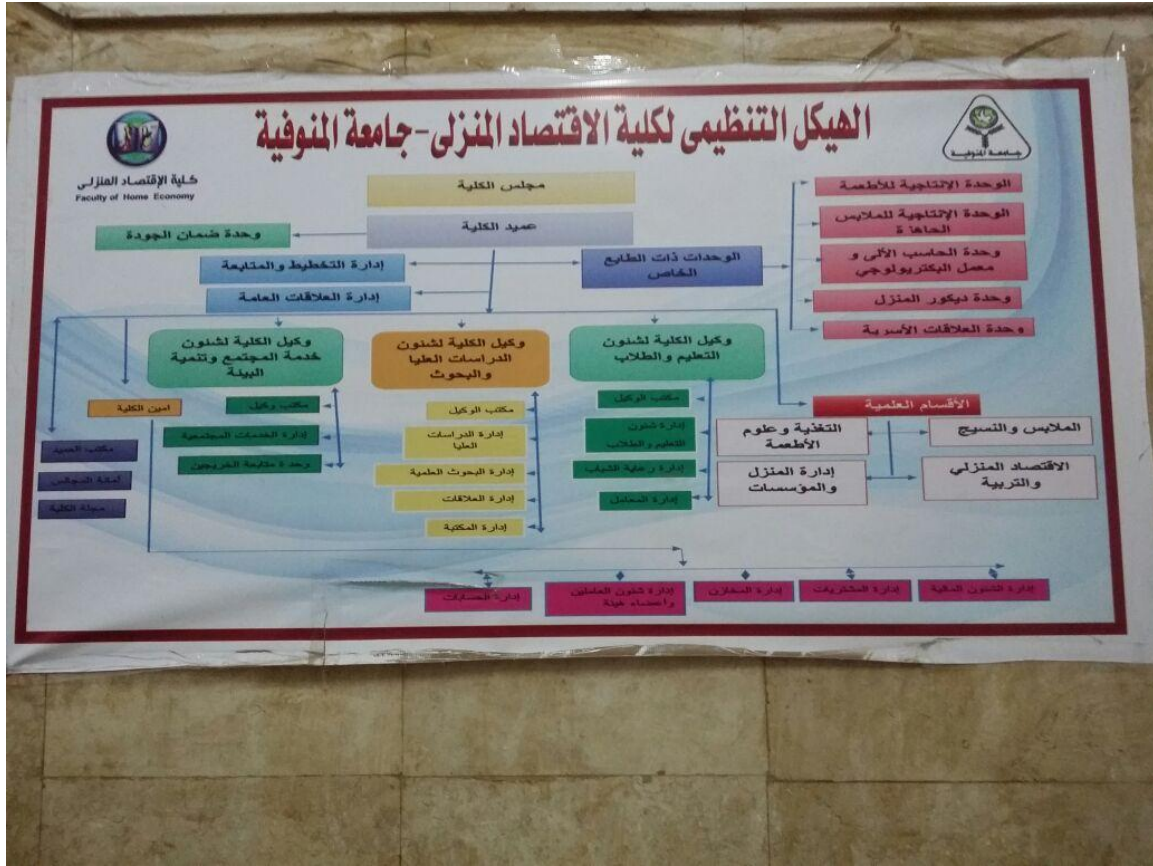 الهيكل التنظيمى لكلية الاقتصاد المنزلى-جامعة المنوفية
جامعة المنوفية
كلية الإقتصاد المنزلى
Faculty of Home Economy
مجلس الكلية
عميد الكلية
وحدة ضمان الجودة
إدارة التخطيط والمتابعة
إدارة العلاقات العامة
الوحدات ذات الطابع
الخاص
الوحدة الإنتاجية للأطعمة
الوحدة الإنتاجية للملابس
وحدة الحاسب الألى و
معمل البكتريولوجي
وحدة ديكور المنزل
وحدة العلاقات الأسرية
وكيل الكلية لشئون
التعليم والطلاب
مكتب الوكيل
إدارة شئون
التعليم والطلاب
إدارة رعاية الشباب
إدارة المعامل
وكيل الكلية لشئون
الدراسات العليا
والبحوث
مكتب الوكيل
إدارة الدراسات
العليا
إدارة البحوث العلمية
إدارة العلاقات
إدارة المكتبة
وكيل الكلية لشئون
خدمة المجتمع وتنمية
البيئة
مكتب وكيل
إدارة الخدمات المجتمعية
وحدة متابعة الخريجين
امين الكلية
مكتب العميد
أمانة المجالس
مجلة الكلية
الأقسام العلمية
الملابس والنسيج
التغذية وعلوم
الأطعمة
الاقتصاد المنزلي
والتربية
إدارة المنزل
والمؤسسات
إدارة الشئون المالية
إدارة المشتريات
إدارة المخازن
إدارة شئون العاملين
واعضاء هيئة
إدارة الحسابات